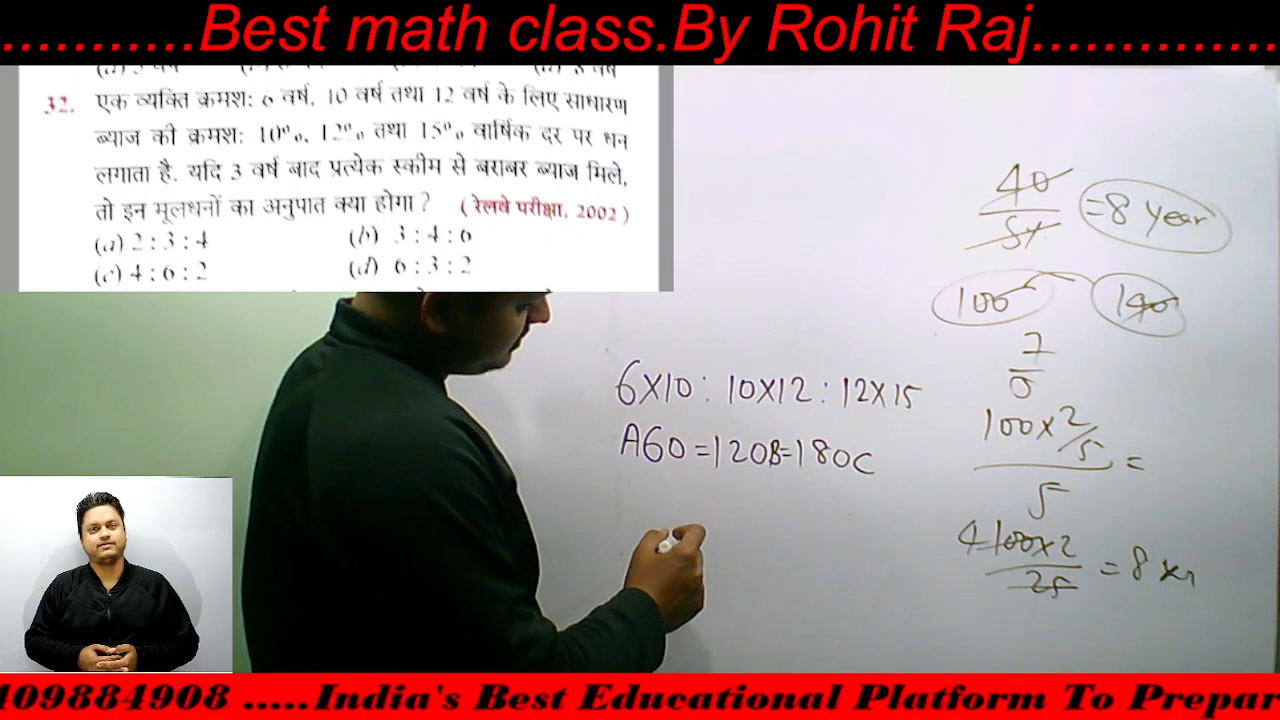 ...........Best math class.By Rohit Raj..............
32. एक व्यक्ति क्रमश: 6 वर्ष, 10 वर्ष तथा 12 वर्ष के लिए साधारण
ब्याज की क्रमश: 10%, 12% तथा 15% वार्षिक दर पर धन
लगाता है. यदि 3 वर्ष बाद प्रत्येक स्कीम से बराबर ब्याज मिले,
तो इन मूलधनों का अनुपात क्या होगा ? (रेलवे परीक्षा, 2002)
(a) 2 : 3 : 4 (b) 3 : 4 : 6
(c) 4 : 6 : 2 (d) 6 : 3 : 2
6X10 : 10X12 : 12X15
A60 = 120B = 180C
40
/
5
=8 Year
100 140
7
5
100 x 2/5
5
=
4 100x2
25
= 8
109884908 .....India's Best Educational Platform To Prepar